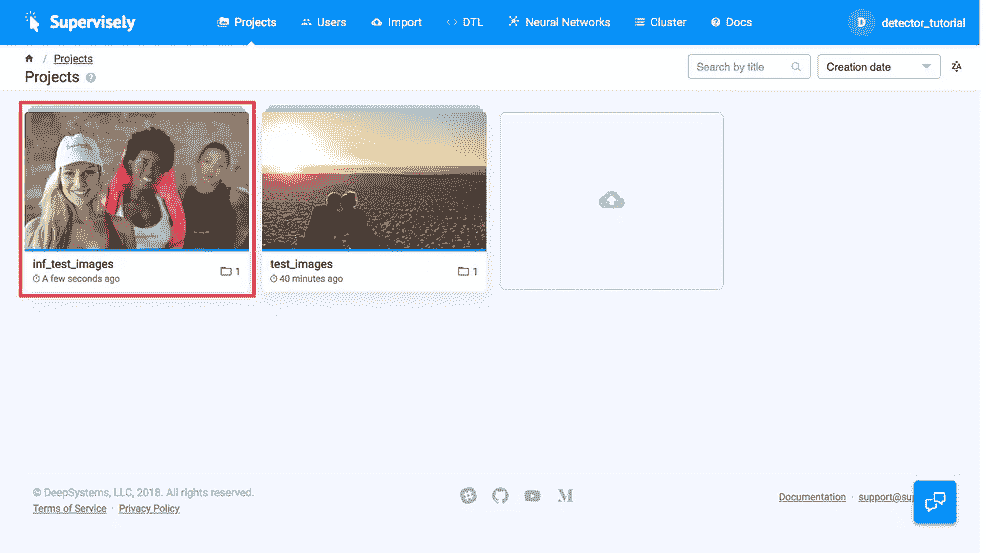 Supervisely
Projects
Users
Import
DTL
Neural Networks
Cluster
Docs
D
detector_tutorial
/ Projects
Projects
Search by title
Creation date
inf_test_images
A few seconds ago
1
test_images
40 minutes ago
1
© DeepSystems, LLC, 2018. All rights reserved.
Terms of Service · Privacy Policy
Documentation · support@sup